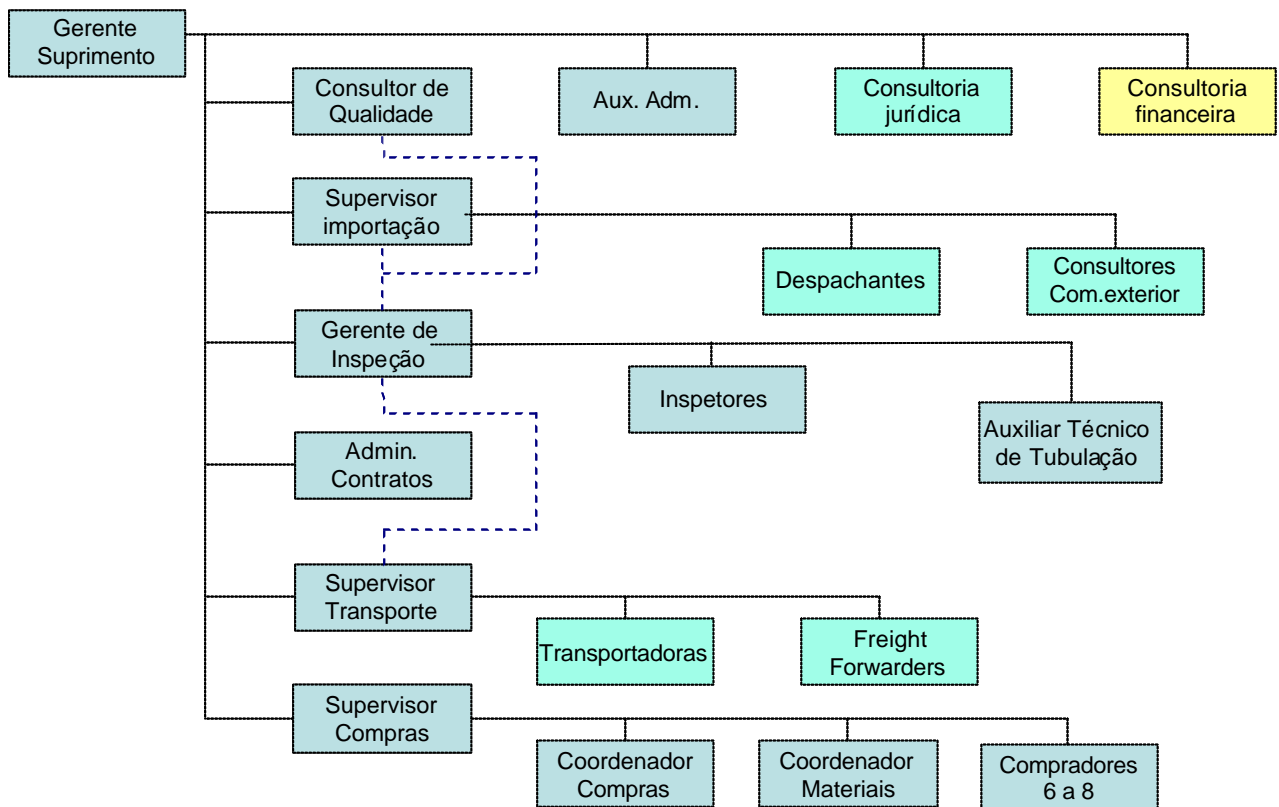 Gerente
Suprimento
Consultor de
Qualidade
Aux. Adm.
Consultoria
jurídica
Consultoria
financeira
Supervisor
importação
Despachantes
Consultores
Com.exterior
Gerente de
Inspeção
Inspetores
Auxiliar Técnico
de Tubulação
Admin.
Contratos
Supervisor
Transporte
Transportadoras
Freight
Forwarders
Supervisor
Compras
Coordenador
Compras
Coordenador
Materiais
Compradores
6 a 8